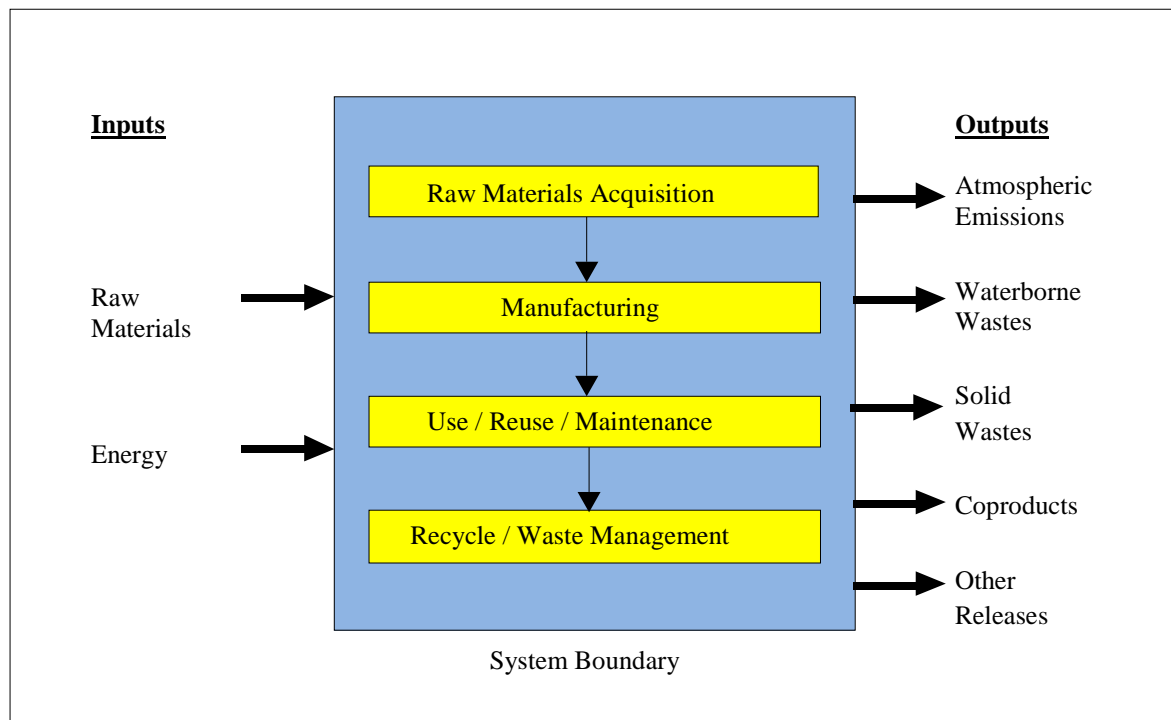 Inputs
Raw
Materials
Energy
Raw Materials Acquisition
Manufacturing
Use / Reuse / Maintenance
Recycle / Waste Management
System Boundary
Outputs
Atmospheric
Emissions
Waterborne
Wastes
Solid
Wastes
Coproducts
Other
Releases